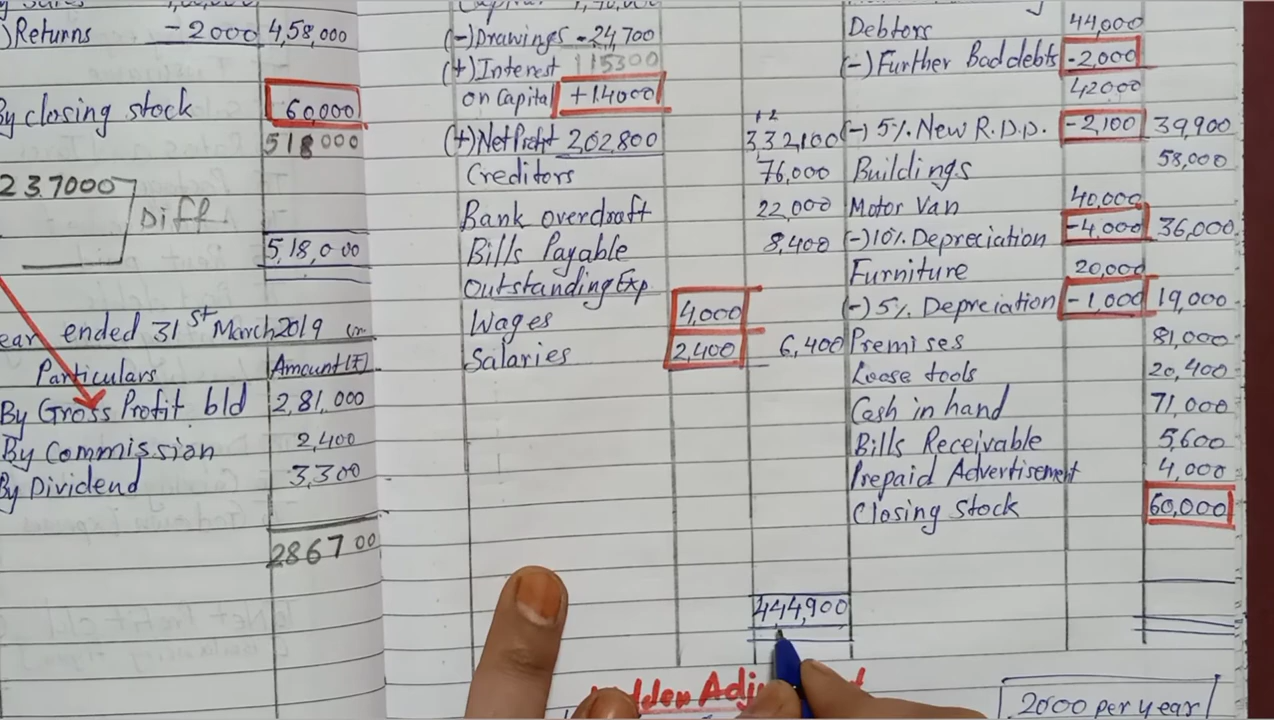 Returns -2000 4,58,000
By closing stock 60,000
518000
237000
Diff
5,18,000
ended 31st March 2019
Particulars Amount(₹)
By Gross Profit b/d 2,81,000
By Commission 2,400
By Dividend 3,300
286700
(-)Drawings -24,700
(+)Interest 115300
on Capital +14000
(+)Net Profit 202800 332100
Creditors 76,000
Bank overdraft 22,000
Bills Payable 8,400
Outstanding Exp.
Wages 4,000
Salaries 2,400 6,400
444,900
Debtors 44,000
(-) Further Bad debts -2,000
42000
(-) 5% New R.D.D. -2,100 39,900
Buildings 58,000
Motor Van 40,000
(-)10% Depreciation -4,000 36,000
Furniture 20,000
(-) 5% Depreciation -1,000 19,000
Premises 81,000
Loose tools 20,400
Cash in hand 71,000
Bills Receivable 5,600
Prepaid Advertisement 4,000
Closing Stock 60,000
2000 per year